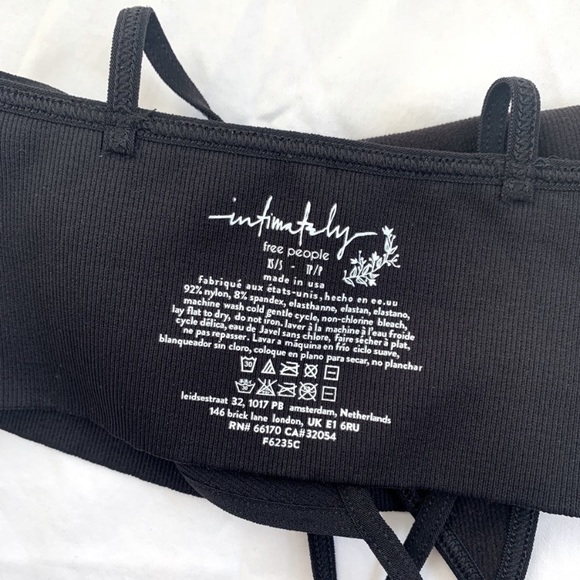 intimately
free people
XS/S - TP/P
made in usa
fabriqué aux états-unis, hecho en ee.uu
92% nylon, 8% spandex, elasthanne, elastan, elastano,
machine wash cold gentle cycle, non-chlorine bleach,
lay flat to dry, do not iron. laver à la machine à l'eau froide
cycle délica, eau de Javel sans chlore, faire sécher à plat,
ne pas repasser. Lavar a máquina en frio ciclo suave,
blanqueador sin cloro, coloque en plano para secar, no planchar
30
leidsestraat 32, 1017 PB amsterdam, Netherlands
146 brick lane london, UK E1 6RU
RN# 66170 CA#32054
F6235C